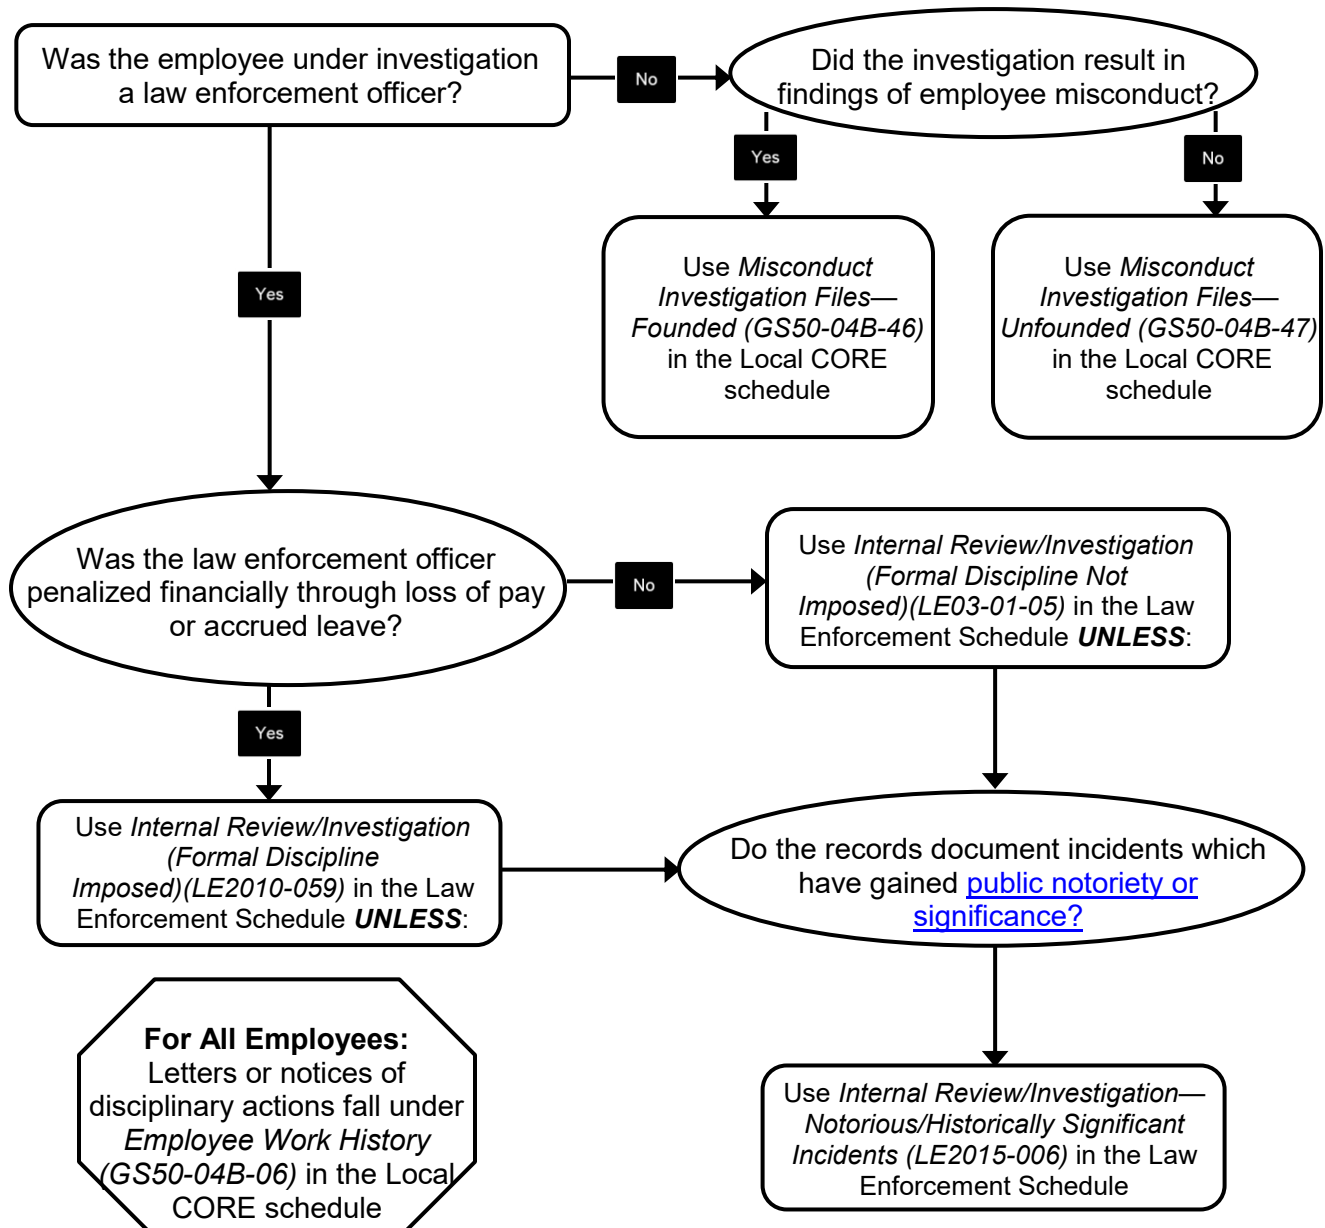 Was the employee under investigation
a law enforcement officer?
No
Did the investigation result in
findings of employee misconduct?
Yes
No
Use Misconduct
Investigation Files—
Founded (GS50-04B-46)
in the Local CORE
schedule
Use Misconduct
Investigation Files—
Unfounded (GS50-04B-47)
in the Local CORE
schedule
Yes
Was the law enforcement officer
penalized financially through loss of pay
or accrued leave?
No
Use Internal Review/Investigation
(Formal Discipline Not
Imposed)(LE03-01-05) in the Law
Enforcement Schedule UNLESS:
Yes
Use Internal Review/Investigation
(Formal Discipline
Imposed)(LE2010-059) in the Law
Enforcement Schedule UNLESS:
Do the records document incidents which
have gained public notoriety or
significance?
For All Employees:
Letters or notices of
disciplinary actions fall under
Employee Work History
(GS50-04B-06) in the Local
CORE schedule
Use Internal Review/Investigation—
Notorious/Historically Significant
Incidents (LE2015-006) in the Law
Enforcement Schedule